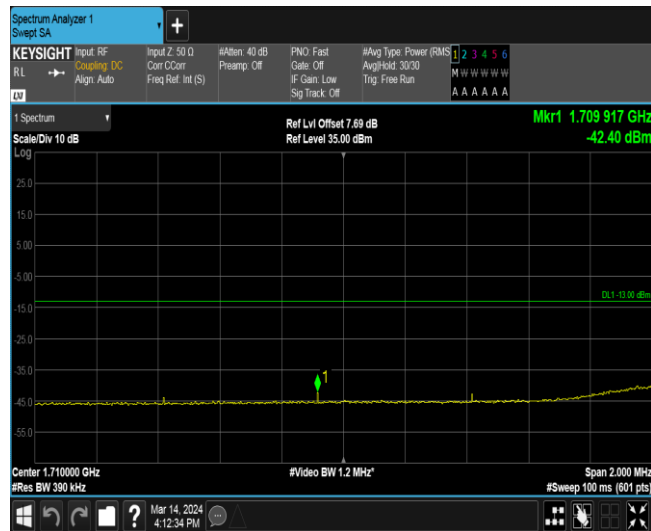 Spectrum Analyzer 1
Swept SA
+
KEYSIGHT Input: RF Input Z: 50 Ω #Atten: 40 dB PNO: Fast #Avg Type: Power (RMS 1 2 3 4 5 6
RL Coupling: DC Corr CCorr Preamp: Off Gate: Off Avg|Hold: 30/30 M W W W W W
Align: Auto Freq Ref: Int (S) IF Gain: Low Trig: Free Run
Sig Track: Off A A A A A A
LXI
1 Spectrum Ref Lvl Offset 7.69 dB Mkr1 1.709 917 GHz
Scale/Div 10 dB Ref Level 35.00 dBm -42.40 dBm
Log
25.0
15.0
5.00
-5.00
DL1 -13.00 dBm
-15.0
-25.0
-35.0
1
-45.0
-55.0
Center 1.710000 GHz #Video BW 1.2 MHz* Span 2.000 MHz
#Res BW 390 kHz #Sweep 100 ms (601 pts)
? Mar 14, 2024
4:12:34 PM